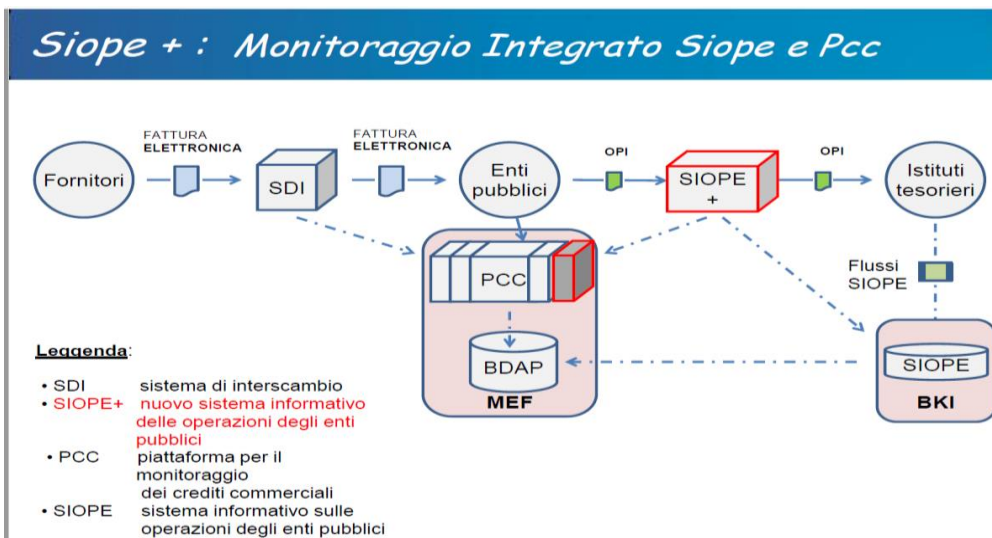 Siope + : Monitoraggio Integrato Siope e Pcc
FATTURA
ELETTRONICA
FATTURA
ELETTRONICA
OPI
OPI
Fornitori
SDI
Enti
pubblici
SIOPE
+
Istituti
tesorieri
PCC
Flussi
SIOPE
BDAP
MEF
SIOPE
BKI
Leggenda:
• SDI sistema di interscambio
• SIOPE+ nuovo sistema informativo
delle operazioni degli enti
pubblici
• PCC piattaforma per il
monitoraggio
dei crediti commerciali
• SIOPE sistema informativo sulle
operazioni degli enti pubblici